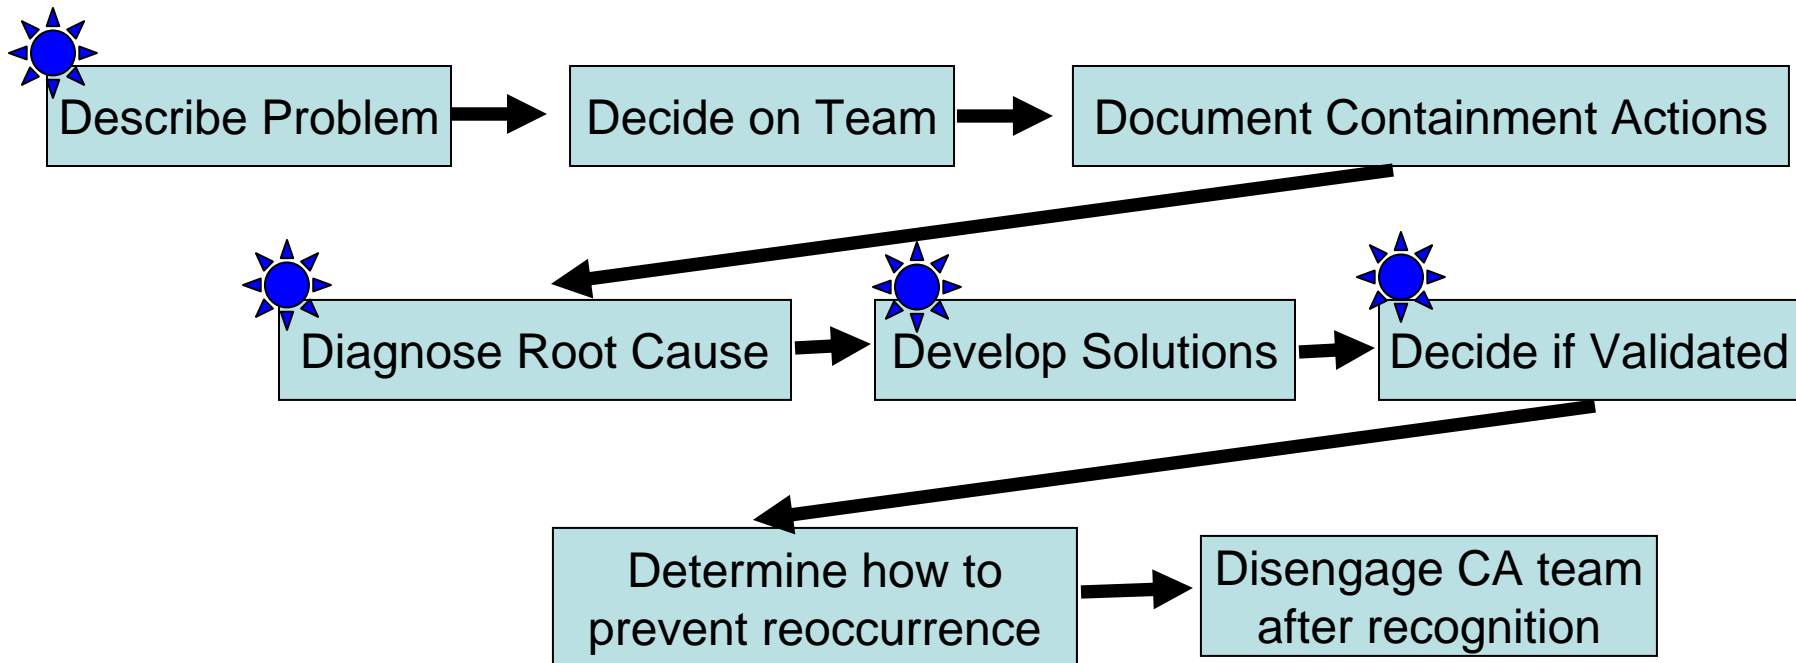 Describe Problem
Decide on Team
Document Containment Actions
Diagnose Root Cause
Develop Solutions
Decide if Validated
Determine how to
prevent reoccurrence
Disengage CA team
after recognition